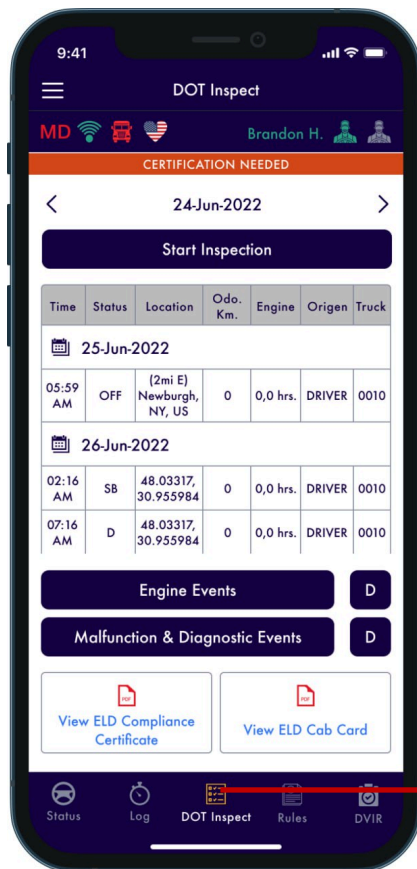 9:41
DOT Inspect
MD
Brandon H.
CERTIFICATION NEEDED
24-Jun-2022
Start Inspection
Time Status Location Odo. Km. Engine Origen Truck
25-Jun-2022
05:59 AM OFF (2mi E) Newburgh, NY, US 0 0,0 hrs. DRIVER 0010
26-Jun-2022
02:16 AM SB 48.03317, 30.955984 0 0,0 hrs. DRIVER 0010
07:16 AM D 48.03317, 30.955984 0 0,0 hrs. DRIVER 0010
Engine Events D
Malfunction & Diagnostic Events D
PDF PDF
View ELD Compliance Certificate
View ELD Cab Card
Status Log DOT Inspect Rules DVIR